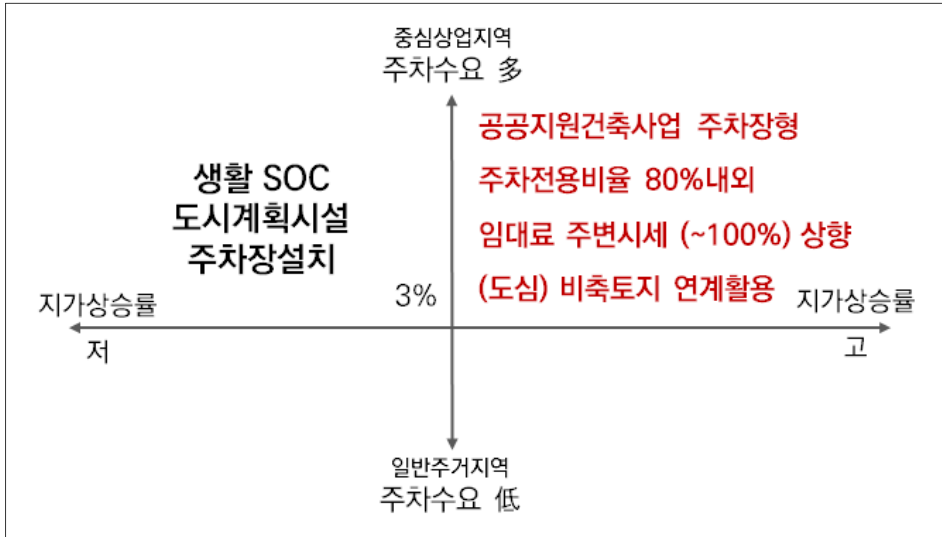 중심상업지역
주차수요 多
공공지원건축사업 주차장형
주차전용비율 80%내외
임대료 주변시세 (~100%) 상향
(도심) 비축토지 연계활용
생활 SOC
도시계획시설
주차장설치
3%
지가상승률
저
지가상승률
고
일반주거지역
주차수요 低